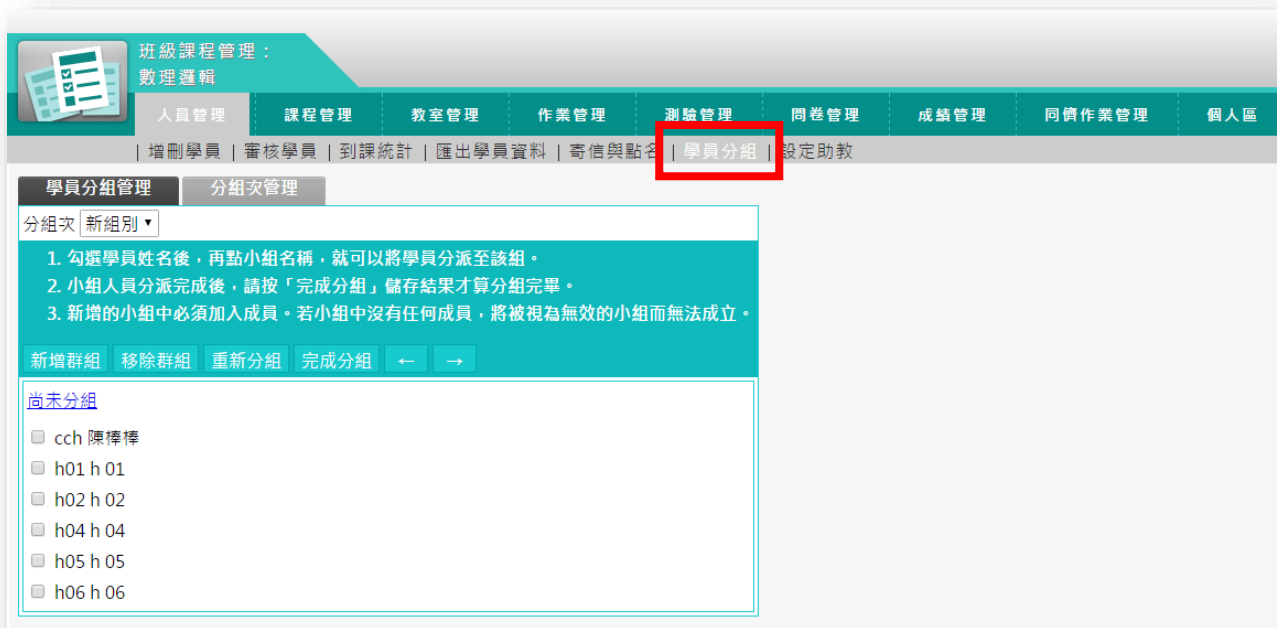 班級課程管理：
數理邏輯
人員管理 課程管理 教室管理 作業管理 測驗管理 問卷管理 成績管理 同儕作業管理 個人區
| 增刪學員 | 審核學員 | 到課統計 | 匯出學員資料 | 寄信與點名 | 學員分組 | 設定助教
學員分組管理 分組次管理
分組次 新組別
1. 勾選學員姓名後，再點小組名稱，就可以將學員分派至該組。
2. 小組人員分派完成後，請按「完成分組」儲存結果才算分組完畢。
3. 新增的小組中必須加入成員。若小組中沒有任何成員，將被視為無效的小組而無法成立。
新增群組 移除群組 重新分組 完成分組 ← →
尚未分組
cch 陳棒棒
h01 h 01
h02 h 02
h04 h 04
h05 h 05
h06 h 06